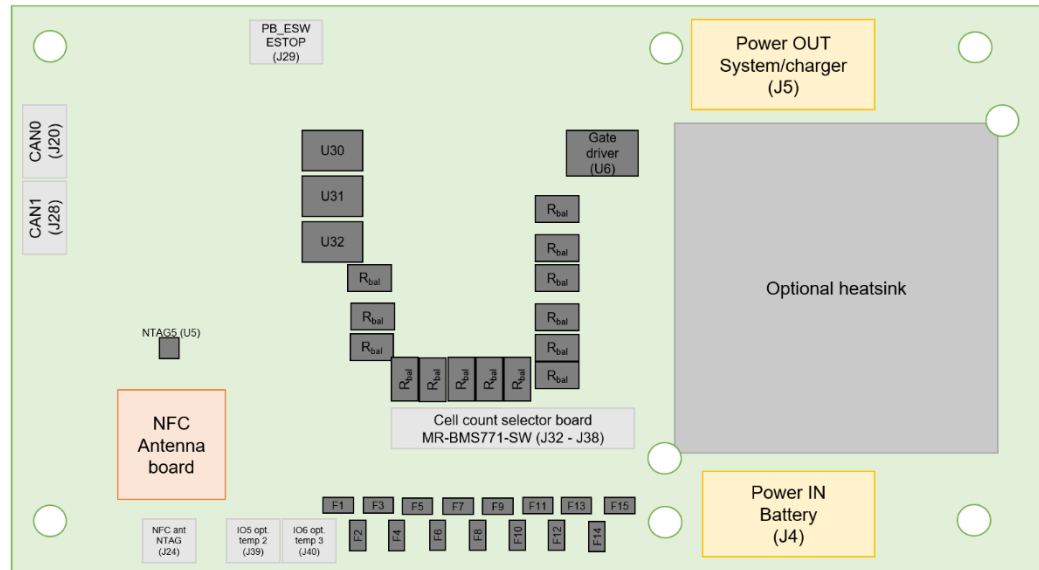 PB_ESW
ESTOP
(J29)
Power OUT
System/charger
(J5)
CAN0
(J20)
CAN1
(J28)
U30
U31
U32
Gate
driver
(U6)
Rbal
Rbal
Rbal
Rbal
Rbal
Rbal
Rbal
Rbal
Rbal
Rbal
Rbal
Rbal
Rbal
Rbal
Optional heatsink
NTAG5 (U5)
NFC
Antenna
board
Cell count selector board
MR-BMS771-SW (J32 - J38)
F1
F3
F5
F7
F9
F11
F13
F15
F2
F4
F6
F8
F10
F12
F14
Power IN
Battery
(J4)
NFC ant
NTAG
(J24)
IO5 opt.
temp 2
(J39)
IO6 opt.
temp 3
(J40)